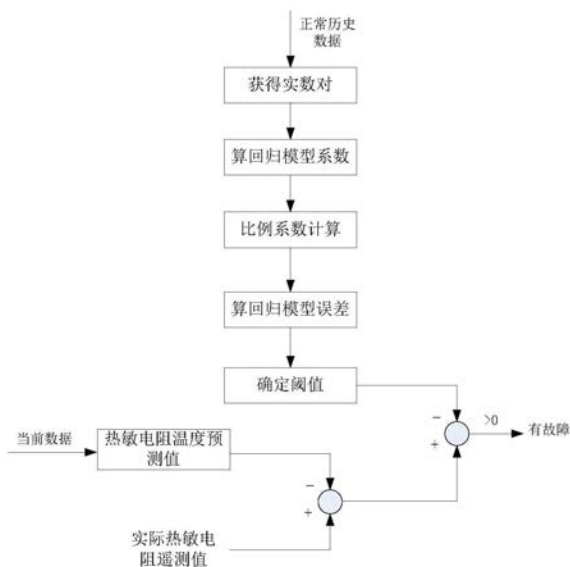 正常历史
数据
获得实数对
算回归模型系数
比例系数计算
算回归模型误差
确定阈值
－
>0
有故障
+
当前数据
热敏电阻温度预
测值
－
+
实际热敏电
阻遥测值